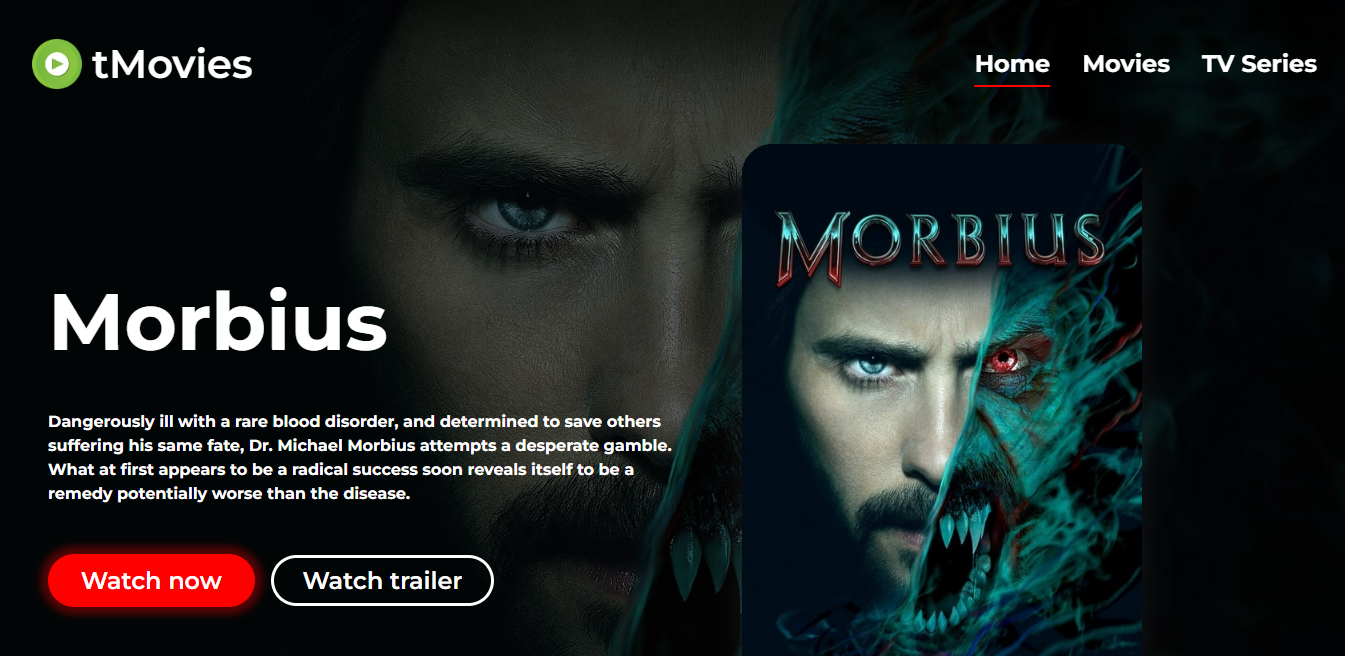 tMovies
Home Movies TV Series
MORBIUS
Morbius
Dangerously ill with a rare blood disorder, and determined to save others
suffering his same fate, Dr. Michael Morbius attempts a desperate gamble.
What at first appears to be a radical success soon reveals itself to be a
remedy potentially worse than the disease.
Watch now Watch trailer